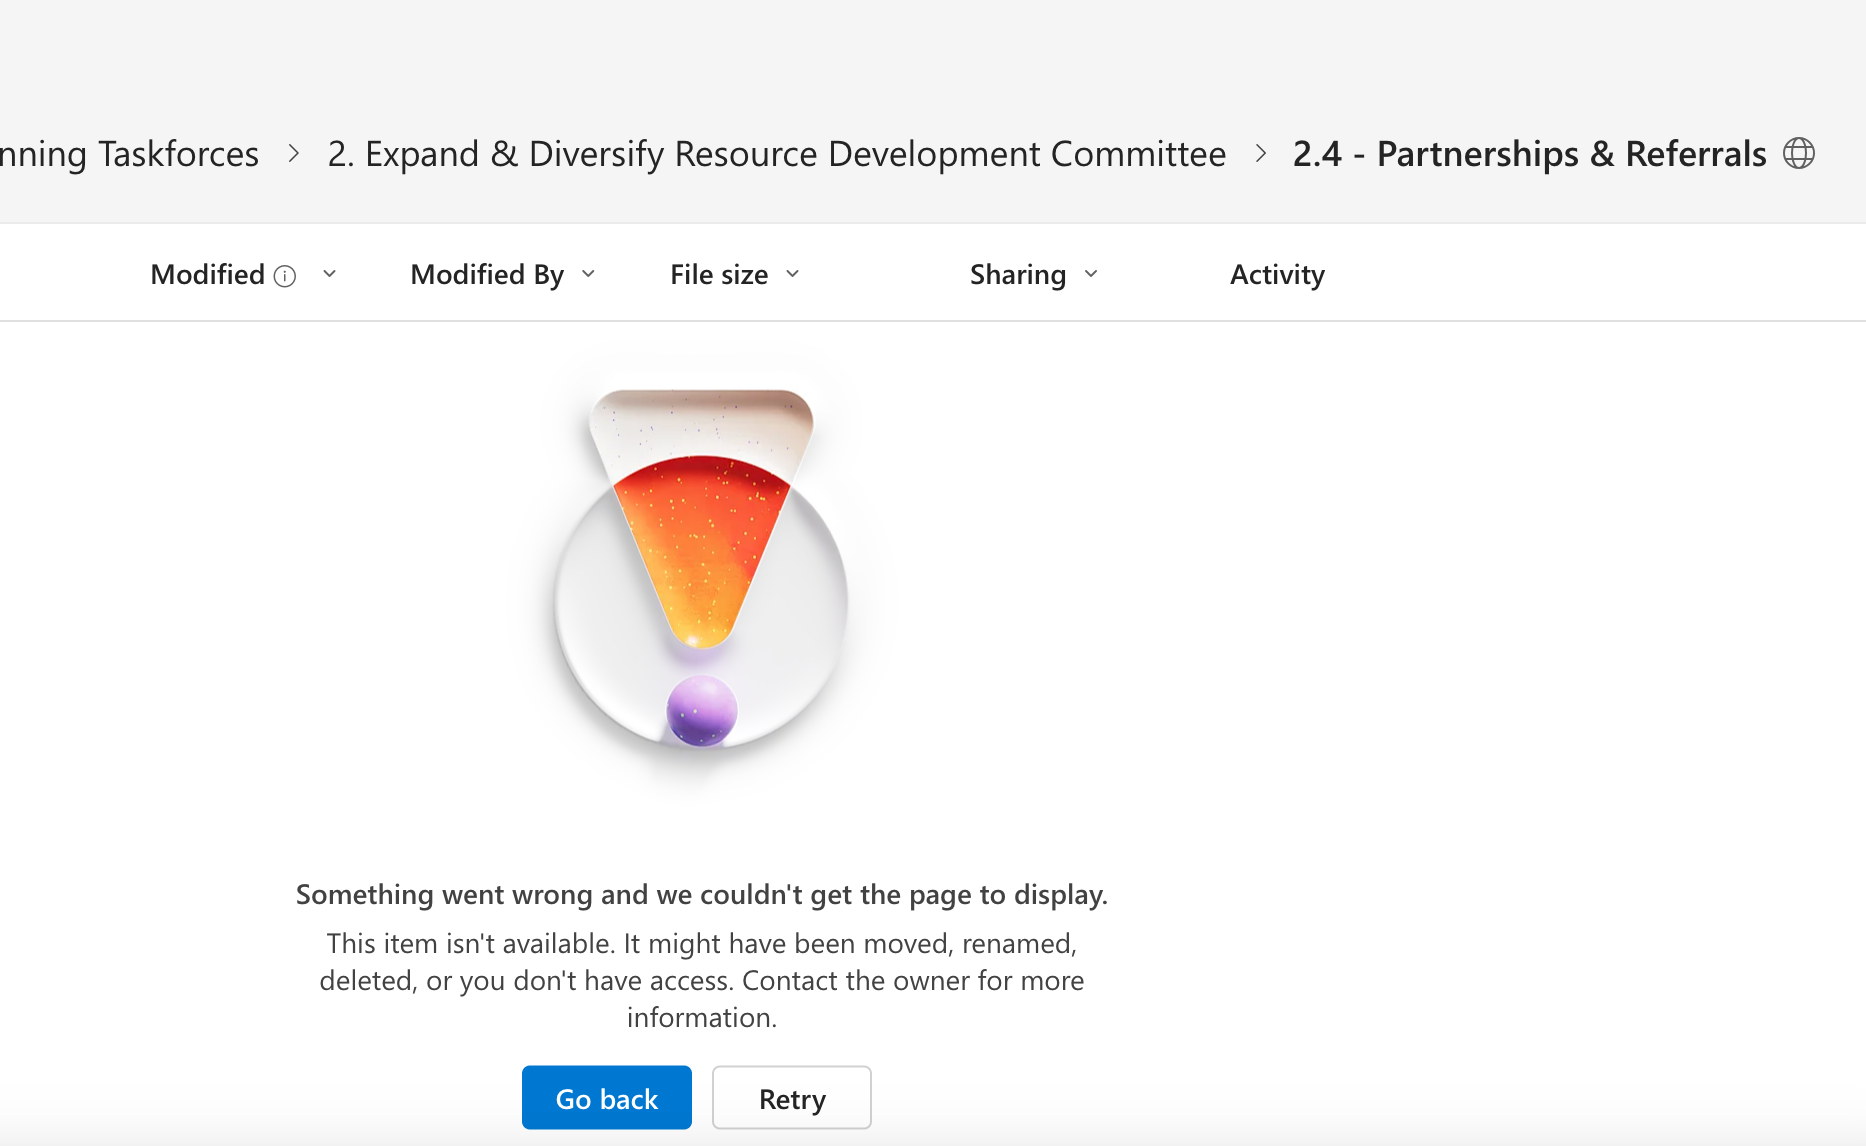 nning Taskforces > 2. Expand & Diversify Resource Development Committee > 2.4 - Partnerships & Referrals
Modified Modified By File size Sharing Activity
Something went wrong and we couldn't get the page to display.
This item isn't available. It might have been moved, renamed,
deleted, or you don't have access. Contact the owner for more
information.
Go back Retry